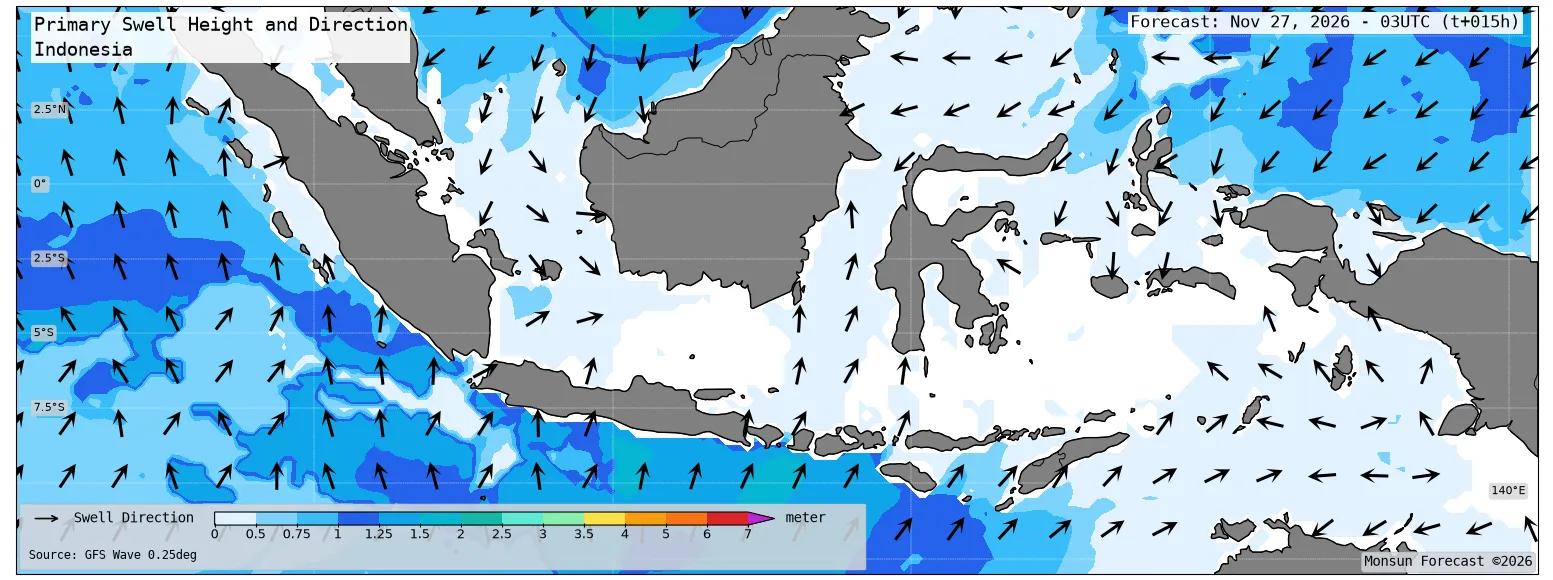 Primary Swell Height and Direction
Indonesia
Forecast: Nov 27, 2026 - 03UTC (t+015h)
2.5°N
0°
2.5°S
5°S
7.5°S
140°E
Swell Direction
0 0.5 0.75 1 1.25 1.5 2 2.5 3 3.5 4 5 6 7
meter
Source: GFS Wave 0.25deg
Monsun Forecast ©2026